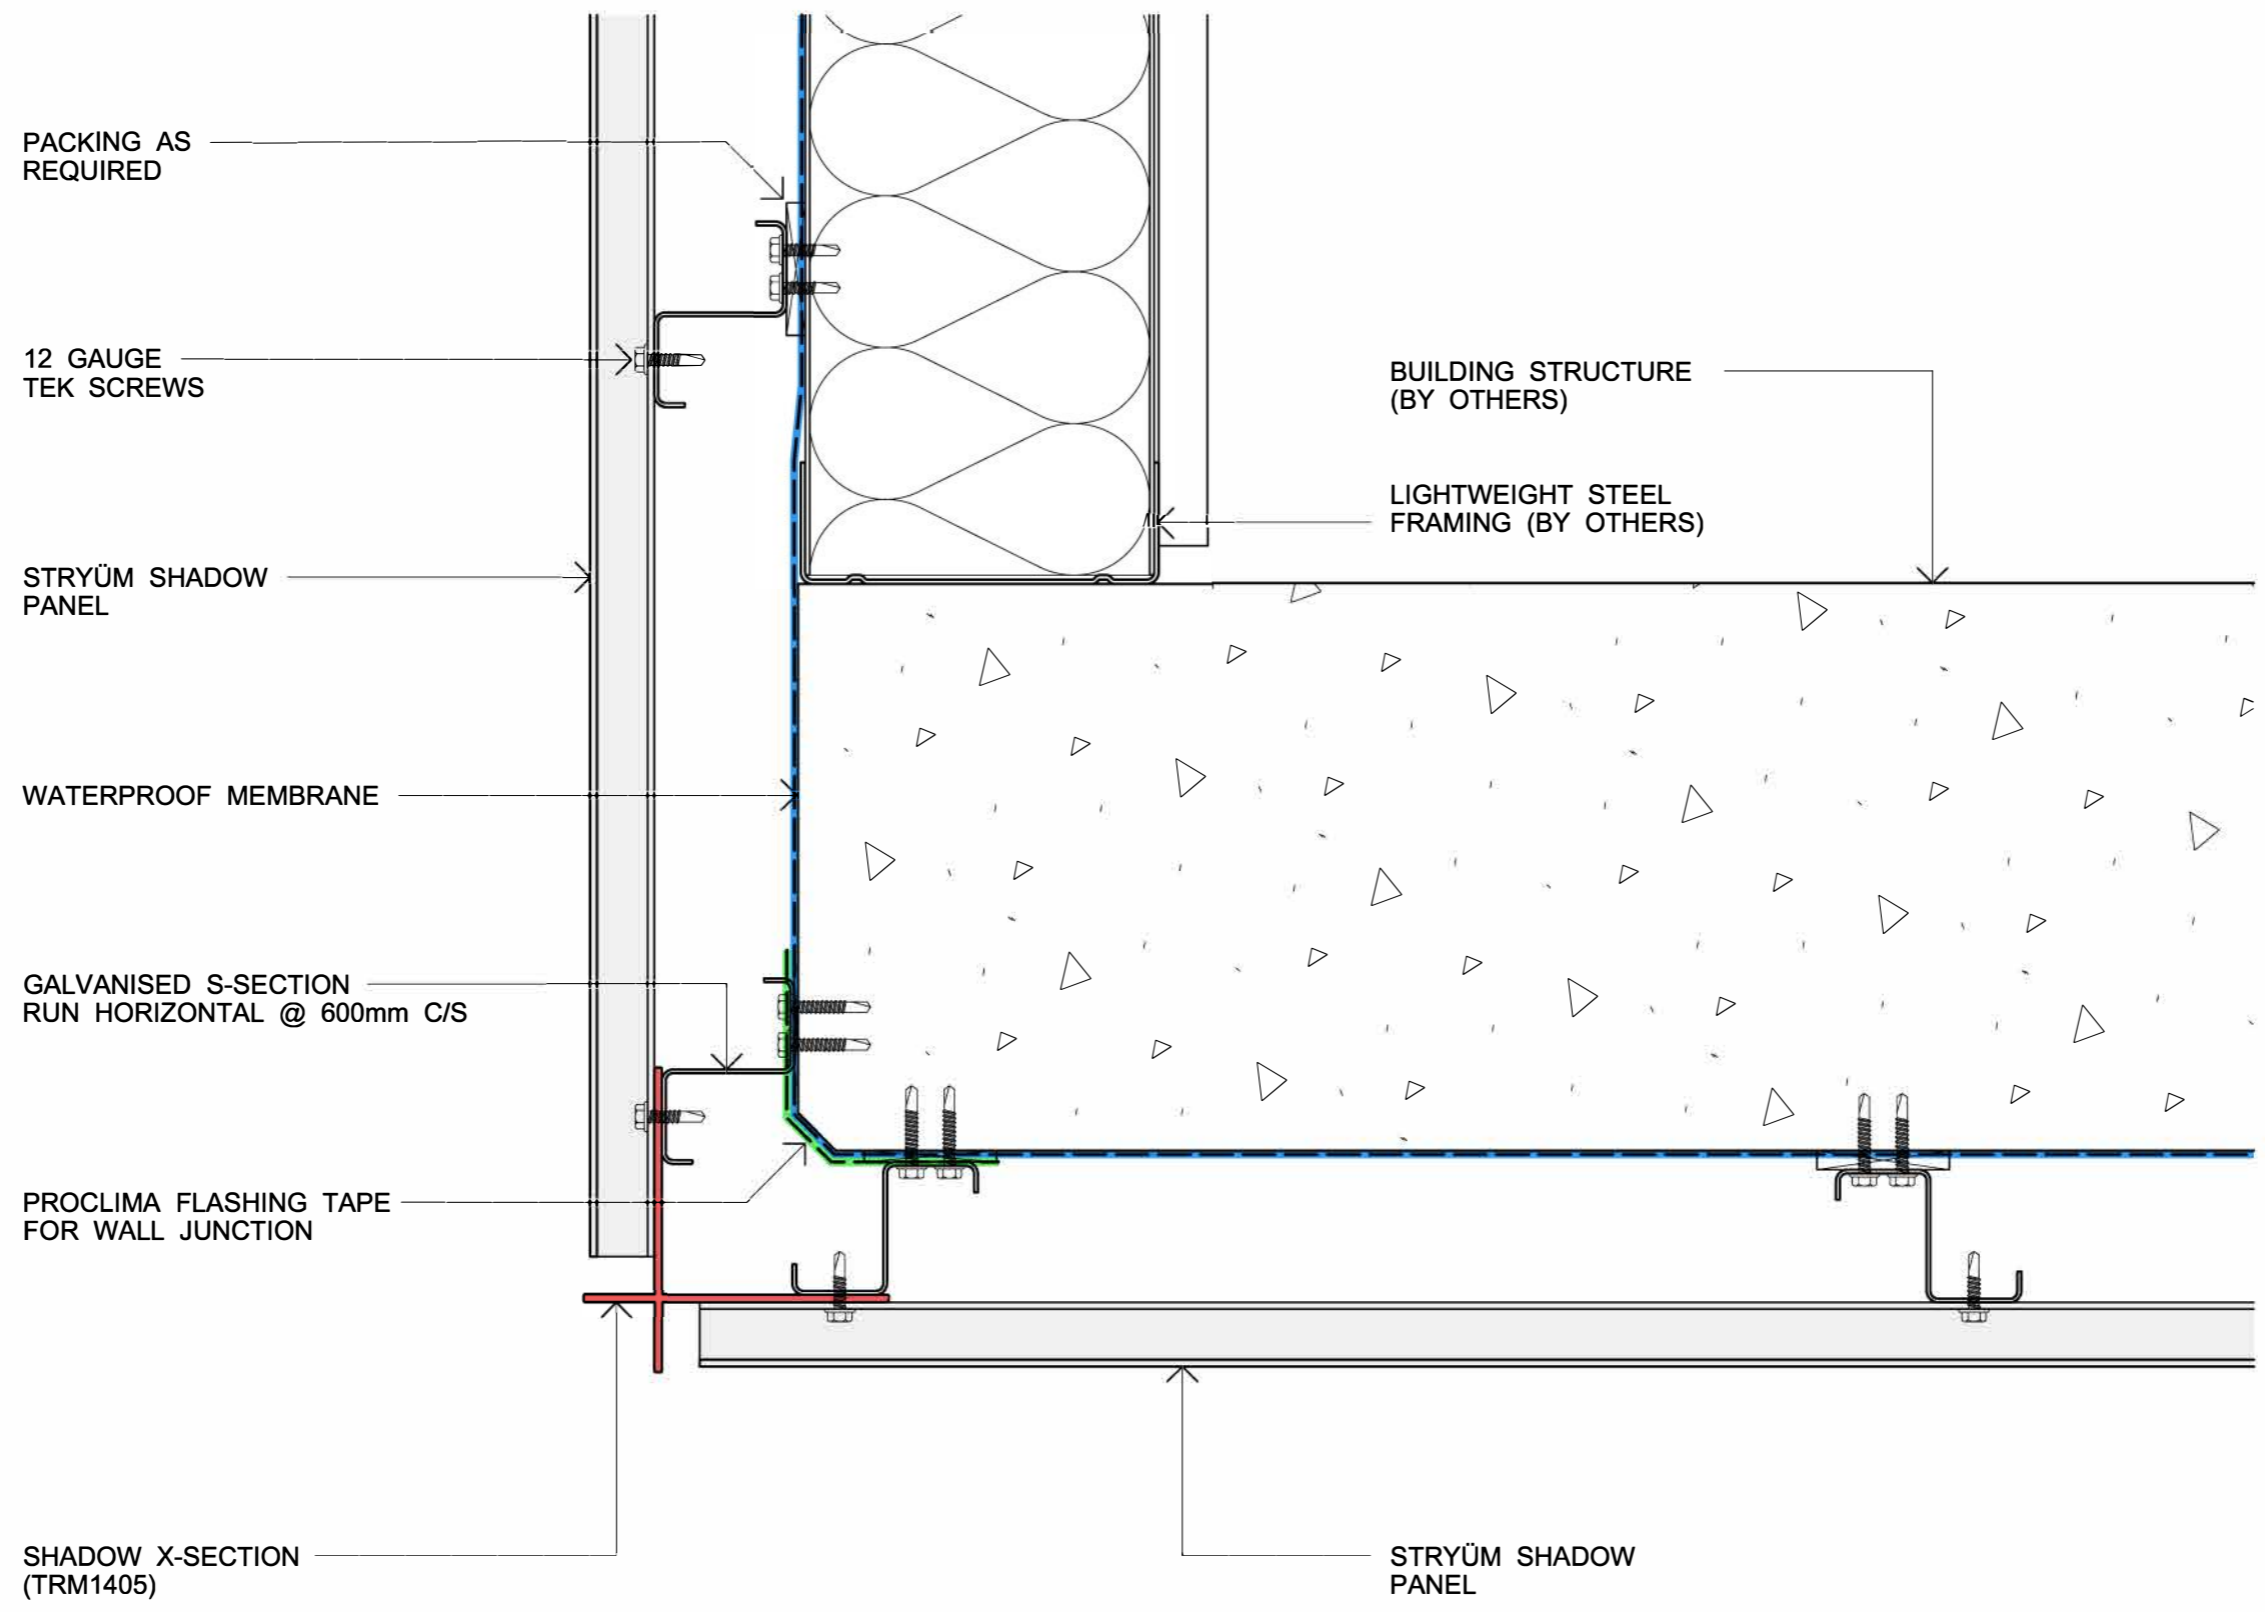 PACKING AS
REQUIRED
12 GAUGE
TEK SCREWS
STRYÜM SHADOW
PANEL
WATERPROOF MEMBRANE
GALVANISED S-SECTION
RUN HORIZONTAL @ 600mm C/S
PROCLIMA FLASHING TAPE
FOR WALL JUNCTION
SHADOW X-SECTION
(TRM1405)
BUILDING STRUCTURE
(BY OTHERS)
LIGHTWEIGHT STEEL
FRAMING (BY OTHERS)
STRYÜM SHADOW
PANEL